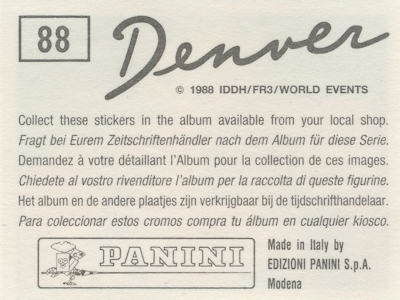 88
Denver
© 1988 IDDH/FR3/WORLD EVENTS
Collect these stickers in the album available from your local shop.
Fragt bei Eurem Zeitschriftenhändler nach dem Album für diese Serie.
Demandez à votre détaillant l'Album pour la collection de ces images.
Chiedete al vostro rivenditore l'album per la raccolta di queste figurine.
Het album en de andere plaatjes zijn verkrijgbaar bij de tijdschrifthandelaar.
Para coleccionar estos cromos compra tu álbum en cualquier kiosco.
PANINI
Made in Italy by
EDIZIONI PANINI S.p.A.
Modena